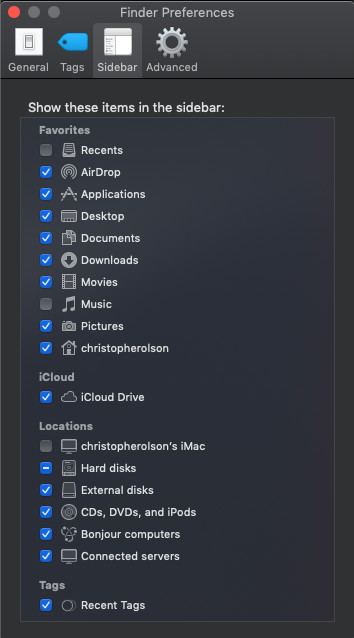 Finder Preferences
General Tags Sidebar Advanced
Show these items in the sidebar:
Favorites
Recents
AirDrop
Applications
Desktop
Documents
Downloads
Movies
Music
Pictures
christopherolson
iCloud
iCloud Drive
Locations
christopherolson's iMac
Hard disks
External disks
CDs, DVDs, and iPods
Bonjour computers
Connected servers
Tags
Recent Tags